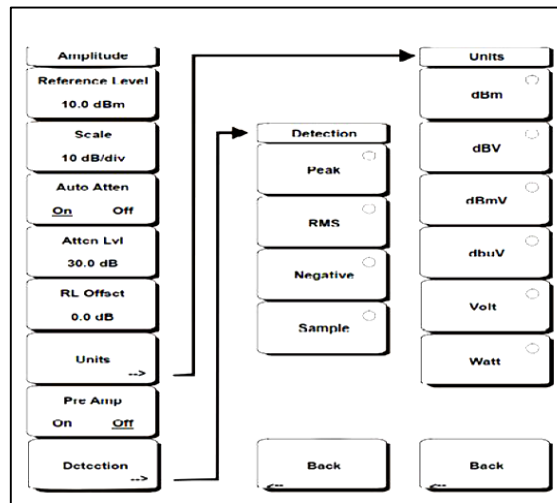 Amplitude
Reference Level
10.0 dBm
Scale
10 dB/div
Auto Atten
On Off
Atten Lvl
30.0 dB
RL Offset
0.0 dB
Units
-->
Pre Amp
On Off
Detection
-->
Detection
Peak
RMS
Negative
Sample
Back
<--
Units
dBm
dBV
dBmV
dbuV
Volt
Watt
Back
<--